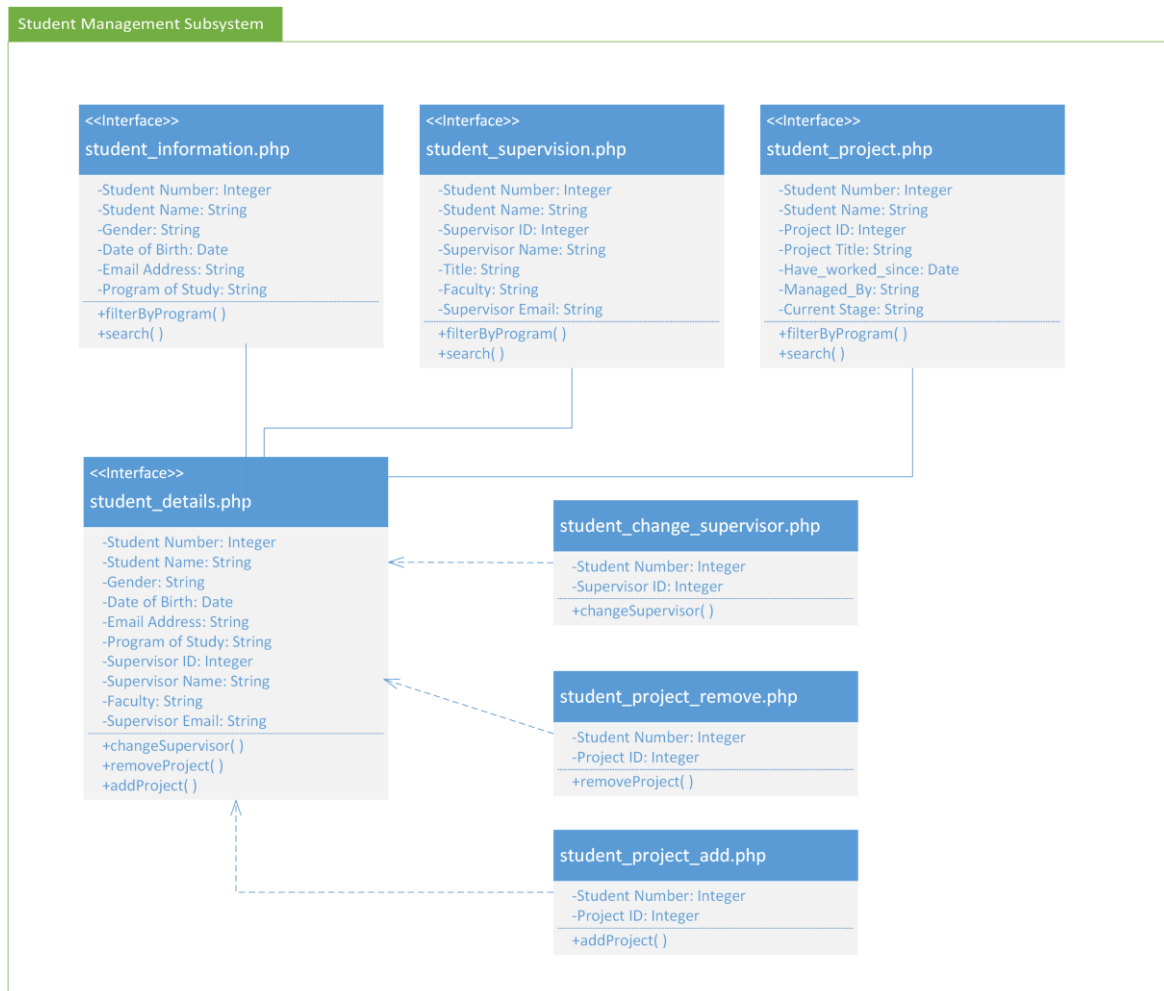 Student Management Subsystem
<<Interface>>
student_information.php
-Student Number: Integer
-Student Name: String
-Gender: String
-Date of Birth: Date
-Email Address: String
-Program of Study: String
+filterByProgram( )
+search( )
<<Interface>>
student_supervision.php
-Student Number: Integer
-Student Name: String
-Supervisor ID: Integer
-Supervisor Name: String
-Title: String
-Faculty: String
-Supervisor Email: String
+filterByProgram( )
+search( )
<<Interface>>
student_project.php
-Student Number: Integer
-Student Name: String
-Project ID: Integer
-Project Title: String
-Have_worked_since: Date
-Managed_By: String
-Current Stage: String
+filterByProgram( )
+search( )
<<Interface>>
student_details.php
-Student Number: Integer
-Student Name: String
-Gender: String
-Date of Birth: Date
-Email Address: String
-Program of Study: String
-Supervisor ID: Integer
-Supervisor Name: String
-Faculty: String
-Supervisor Email: String
+changeSupervisor( )
+removeProject( )
+addProject( )
student_change_supervisor.php
-Student Number: Integer
-Supervisor ID: Integer
+changeSupervisor( )
student_project_remove.php
-Student Number: Integer
-Project ID: Integer
+removeProject( )
student_project_add.php
-Student Number: Integer
-Project ID: Integer
+addProject( )